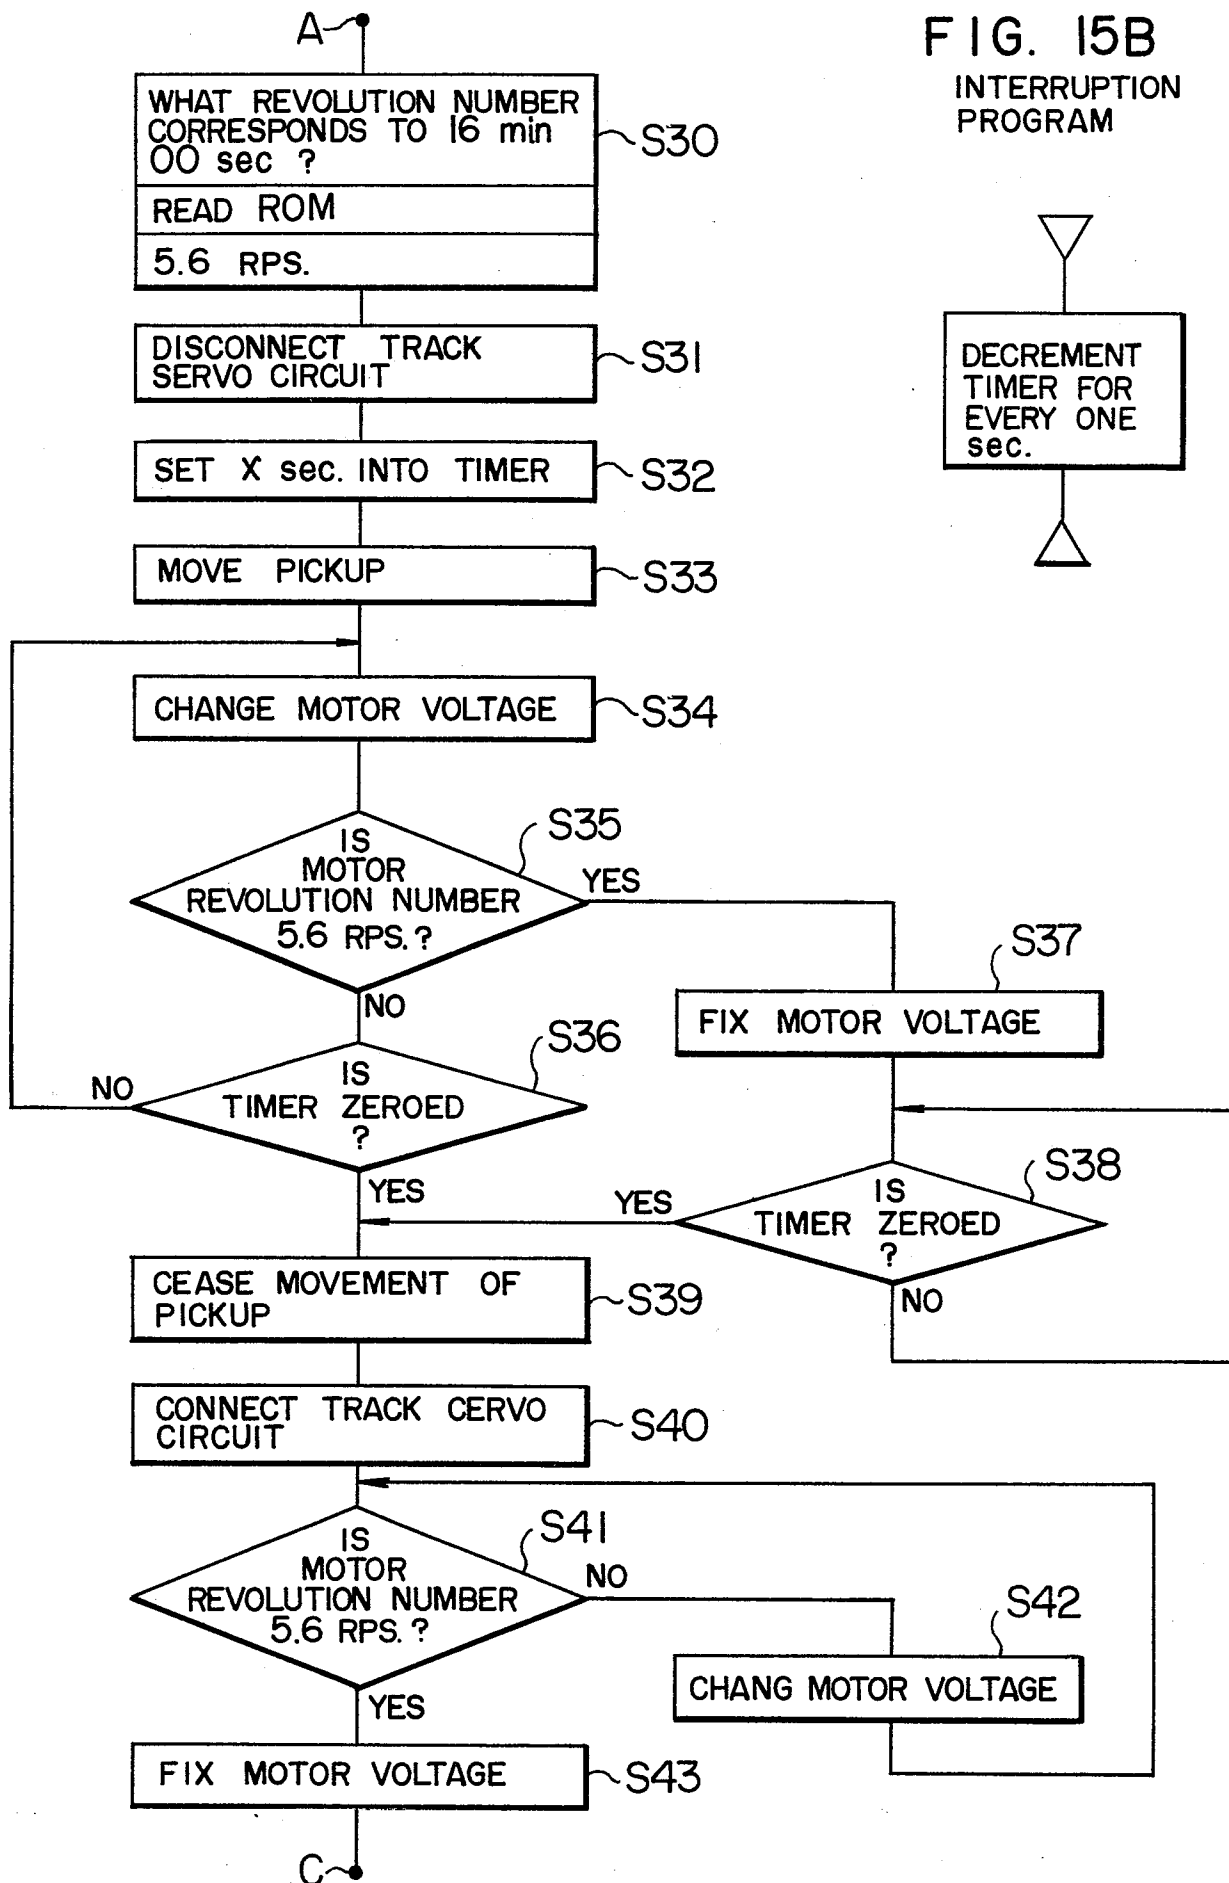 A
FIG. 15B
INTERRUPTION
PROGRAM
WHAT REVOLUTION NUMBER
CORRESPONDS TO 16 min
00 sec ?
READ ROM
5.6 RPS.
S30
DISCONNECT TRACK
SERVO CIRCUIT
S31
DECREMENT
TIMER FOR
EVERY ONE
sec.
SET X sec. INTO TIMER
S32
MOVE PICKUP
S33
CHANGE MOTOR VOLTAGE
S34
IS
MOTOR
REVOLUTION NUMBER
5.6 RPS. ?
S35
YES
NO
S37
FIX MOTOR VOLTAGE
S36
IS
TIMER ZEROED
?
NO
YES
S38
IS
TIMER ZEROED
?
YES
NO
CEASE MOVEMENT OF
PICKUP
S39
CONNECT TRACK CERVO
CIRCUIT
S40
IS
MOTOR
REVOLUTION NUMBER
5.6 RPS. ?
S41
NO
YES
S42
CHANG MOTOR VOLTAGE
FIX MOTOR VOLTAGE
S43
C